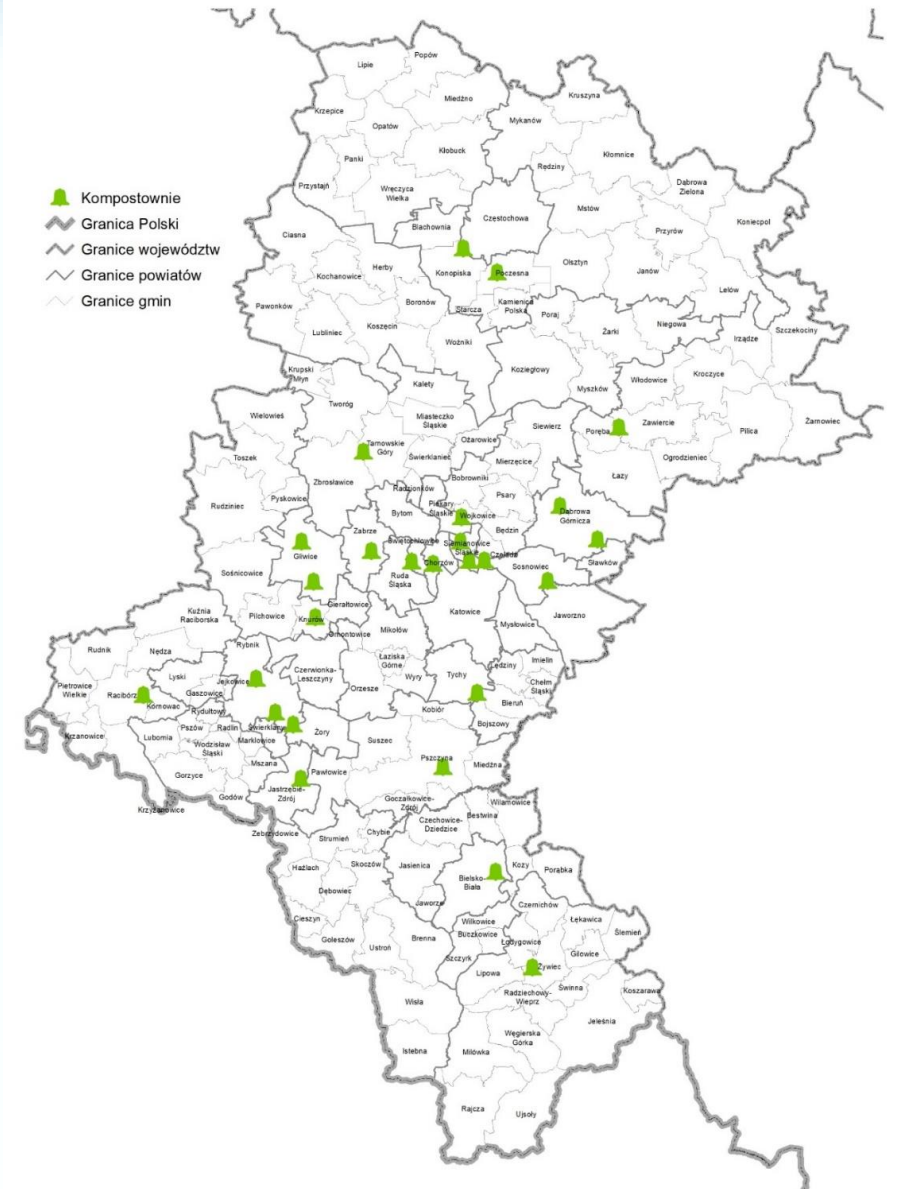 Kompostownie
Granica Polski
Granice województw
Granice powiatów
Granice gmin
Popów
Lipie
Miedźno
Kruszyna
Krzepice
Mykanów
Opatów
Kłobuck
Kłomnice
Panki
Rędziny
Przystajń
Wręczyca
Wielka
Dąbrowa
Zielona
Mstów
Częstochowa
Koniecpol
Blachownia
Przyrów
Ciasna
Olsztyn
Herby
Konopiska
Poczesna
Janów
Kochanowice
Lelów
Boronów
Kamienica
Polska
Pawonków
Starcza
Poraj
Koszęcin
Niegowa
Lubliniec
Żarki
Szczekociny
Irządze
Woźniki
Krupski
Młyn
Koziegłowy
Kroczyce
Kalety
Myszków
Włodowice
Tworóg
Wielowieś
Miasteczko
Śląskie
Siewierz
Poręba
Zawiercie
Żarnowiec
Pilica
Tarnowskie
Góry
Ożarowice
Toszek
Świerklaniec
Mierzęcice
Ogrodzieniec
Zbrosławice
Bobrowniki
Łazy
Radzionków
Pyskowice
Psary
Rudziniec
Piekary
Śląskie
Bytom
Wojkowice
Dąbrowa
Górnicza
Zabrze
Będzin
Świętochłowice
Siemianowice
Śląskie
Czeladź
Gliwice
Chorzów
Sosnowiec
Sławków
Sośnicowice
Ruda
Śląska
Gierałtowice
Kuźnia
Raciborska
Pilchowice
Knurów
Katowice
Jaworzno
Mysłowice
Ornontowice
Mikołów
Rudnik
Nędza
Rybnik
Łaziska
Górne
Lędziny
Imielin
Czerwionka-
Leszczyny
Wyry
Tychy
Lyski
Jejkowice
Chełm
Śląski
Pietrowice
Wielkie
Orzesze
Racibórz
Gaszowice
Bieruń
Kornowac
Rydułtowy
Kobiór
Pszów
Radlin
Świerklany
Bojszowy
Krzanowice
Lubomia
Żory
Marklowice
Suszec
Wodzisław
Śląski
Mszana
Pszczyna
Miedźna
Gorzyce
Pawłowice
Jastrzębie-
Zdrój
Godów
Goczałkowice-
Zdrój
Wilamowice
Krzyżanowice
Bestwina
Czechowice-
Dziedzice
Zebrzydowice
Strumień
Chybie
Hażlach
Skoczów
Jasienica
Kozy
Porąbka
Bielsko-
Biała
Dębowiec
Jaworze
Czernichów
Cieszyn
Wilkowice
Łękawica
Goleszów
Brenna
Buczkowice
Łodygowice
Ślemień
Ustroń
Gilowice
Szczyrk
Lipowa
Żywiec
Świnna
Radziechowy-
Wieprz
Koszarawa
Wisła
Jeleśnia
Węgierska
Górka
Istebna
Milówka
Rajcza
Ujsoły